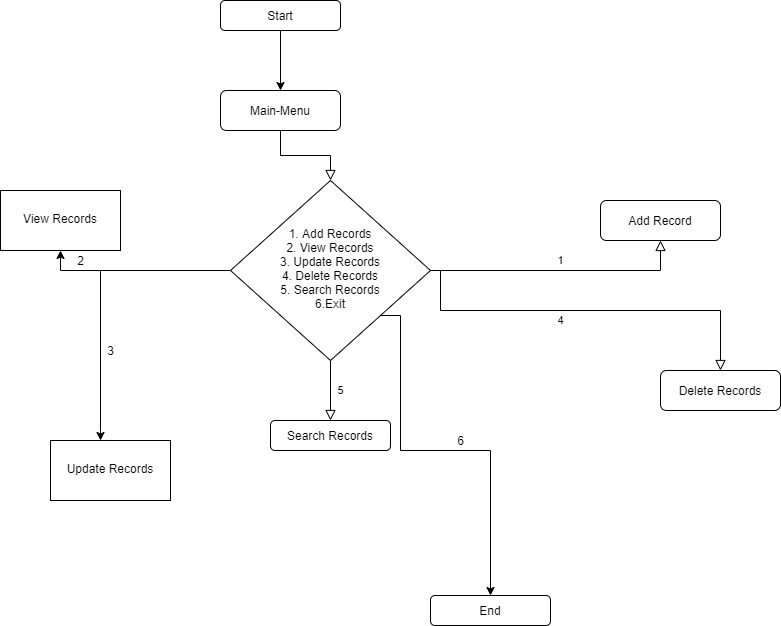 Start
Main-Menu
View Records
Add Record
1. Add Records
2. View Records
3. Update Records
4. Delete Records
5. Search Records
6.Exit
2
1
4
3
5
Delete Records
Search Records
6
Update Records
End